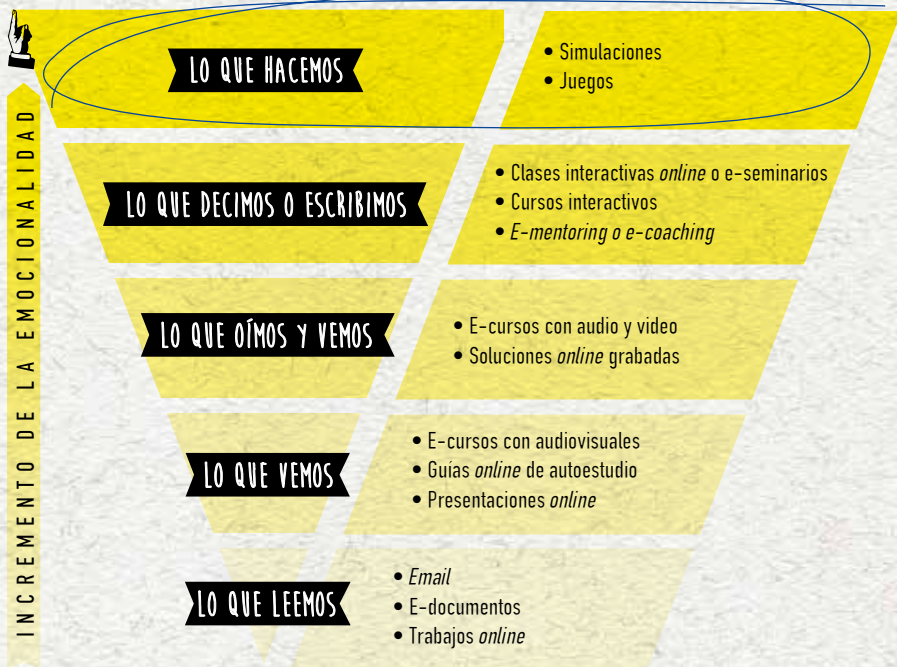 LO QUE HACEMOS
• Simulaciones
• Juegos
LO QUE DECIMOS O ESCRIBIMOS
• Clases interactivas online o e-seminarios
• Cursos interactivos
• E-mentoring o e-coaching
LO QUE OÍMOS Y VEMOS
• E-cursos con audio y video
• Soluciones online grabadas
LO QUE VEMOS
• E-cursos con audiovisuales
• Guías online de autoestudio
• Presentaciones online
LO QUE LEEMOS
• Email
• E-documentos
• Trabajos online
INCREMENTO DE LA EMOCIONALIDAD